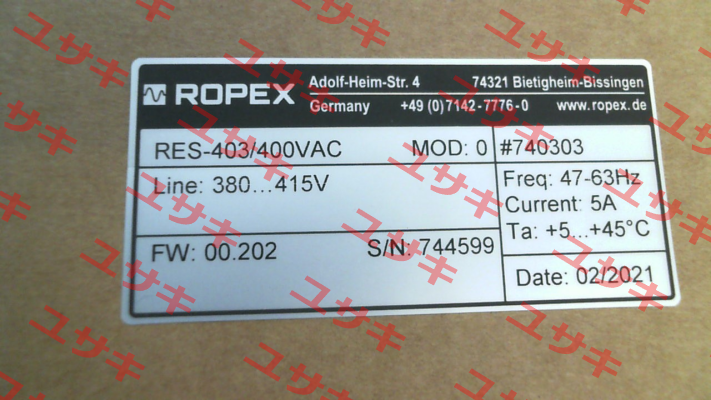 ROPEX Adolf-Heim-Str. 4 74321 Bietigheim-Bissingen
Germany +49 (0)7142-7776-0 www.ropex.de
RES-403/400VAC MOD: 0 #740303
Line: 380...415V Freq: 47-63Hz
Current: 5A
Ta: +5...+45°C
FW: 00.202 S/N: 744599
Date: 02/2021
ユサキ